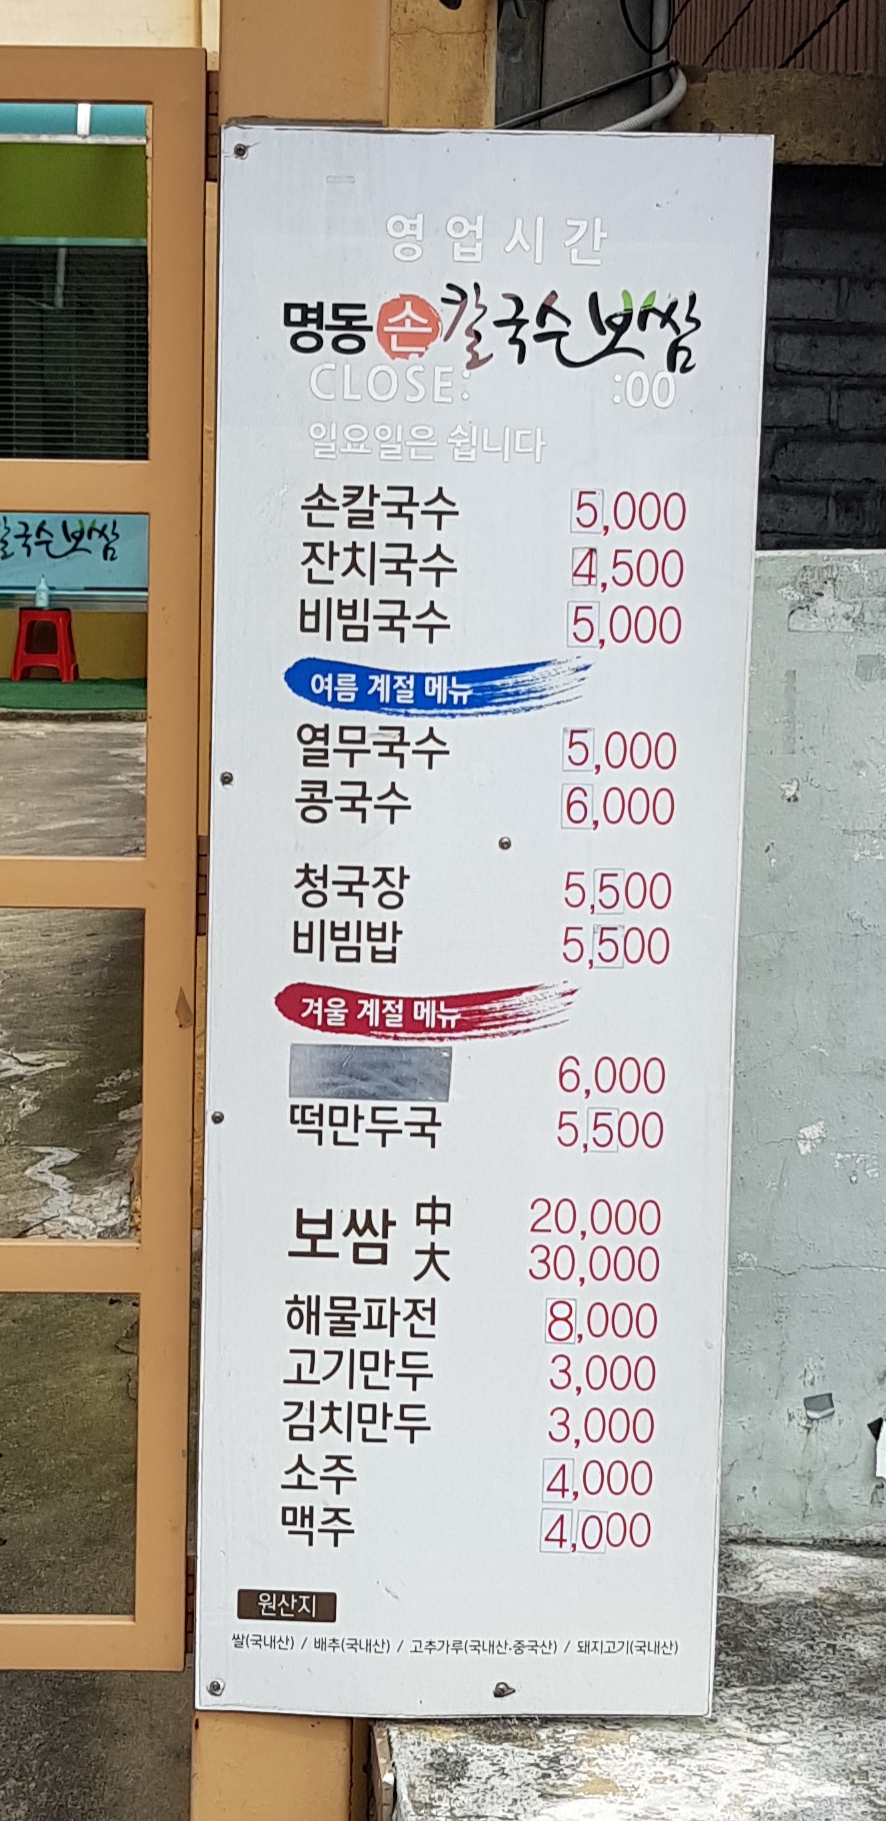 영업시간
명동손칼국수보쌈
CLOSE: :00
일요일은 쉽니다
손칼국수 5,000
잔치국수 4,500
비빔국수 5,000
여름 계절 메뉴
열무국수 5,000
콩국수 6,000
청국장 5,500
비빔밥 5,500
겨울 계절 메뉴
6,000
떡만두국 5,500
보쌈 中 20,000
大 30,000
해물파전 8,000
고기만두 3,000
김치만두 3,000
소주 4,000
맥주 4,000
원산지
쌀(국내산) / 배추(국내산) / 고추가루(국내산·중국산) / 돼지고기(국내산)
칼국수보쌈